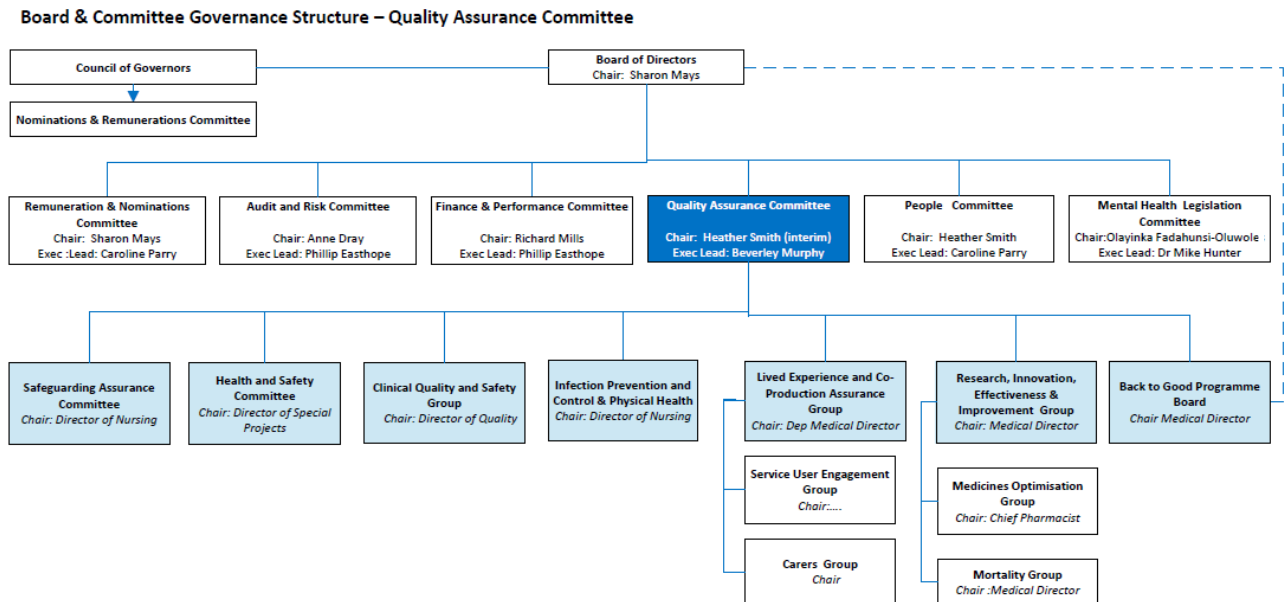 Board & Committee Governance Structure – Quality Assurance Committee
Council of Governors
Board of Directors
Chair: Sharon Mays
Nominations & Remunerations Committee
Remuneration & Nominations
Committee
Chair: Sharon Mays
Exec :Lead: Caroline Parry
Audit and Risk Committee
Chair: Anne Dray
Exec Lead: Phillip Easthope
Finance & Performance Committee
Chair: Richard Mills
Exec Lead: Phillip Easthope
Quality Assurance Committee
Chair: Heather Smith (interim)
Exec Lead: Beverley Murphy
People Committee
Chair: Heather Smith
Exec Lead: Caroline Parry
Mental Health Legislation
Committee
Chair:Olayinka Fadahunsi-Oluwole :
Exec Lead: Dr Mike Hunter
Safeguarding Assurance
Committee
Chair: Director of Nursing
Health and Safety
Committee
Chair: Director of Special
Projects
Clinical Quality and Safety
Group
Chair: Director of Quality
Infection Prevention and
Control & Physical Health
Chair: Director of Nursing
Lived Experience and Co-
Production Assurance
Group
Chair: Dep Medical Director
Research, Innovation,
Effectiveness &
Improvement Group
Chair: Medical Director
Back to Good Programme
Board
Chair Medical Director
Service User Engagement
Group
Chair:....
Medicines Optimisation
Group
Chair: Chief Pharmacist
Carers Group
Chair
Mortality Group
Chair :Medical Director